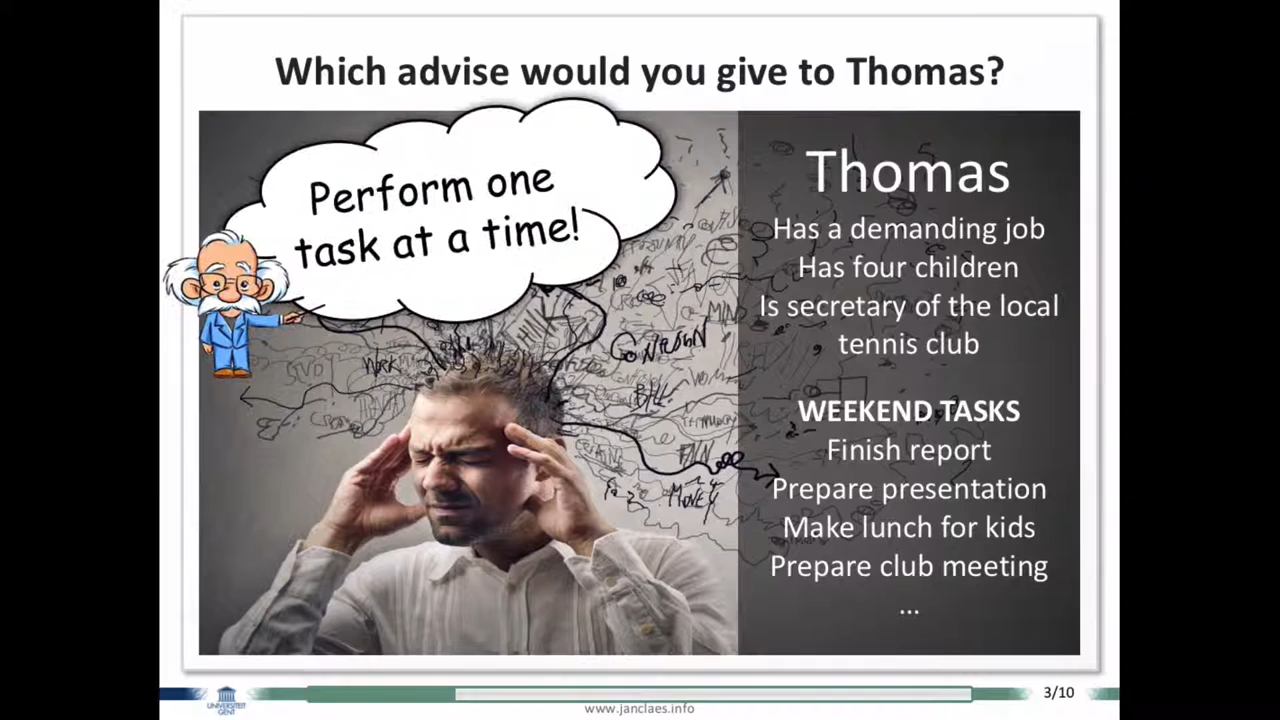 Which advise would you give to Thomas?
Perform one
task at a time!
Thomas
Has a demanding job
Has four children
Is secretary of the local
tennis club
WEEKEND TASKS
Finish report
Prepare presentation
Make lunch for kids
Prepare club meeting
...
WORK
BILL
MONEY
3/10
UNIVERSITEIT
GENT
www.janclaes.info